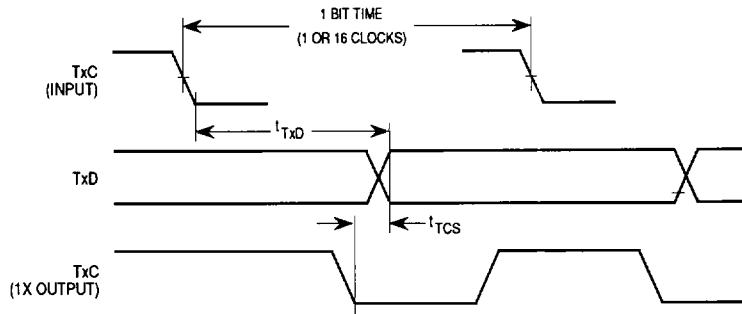 1 BIT TIME
(1 OR 16 CLOCKS)
TxC
(INPUT)
tTxD
TxD
tTCS
TxC
(1X OUTPUT)